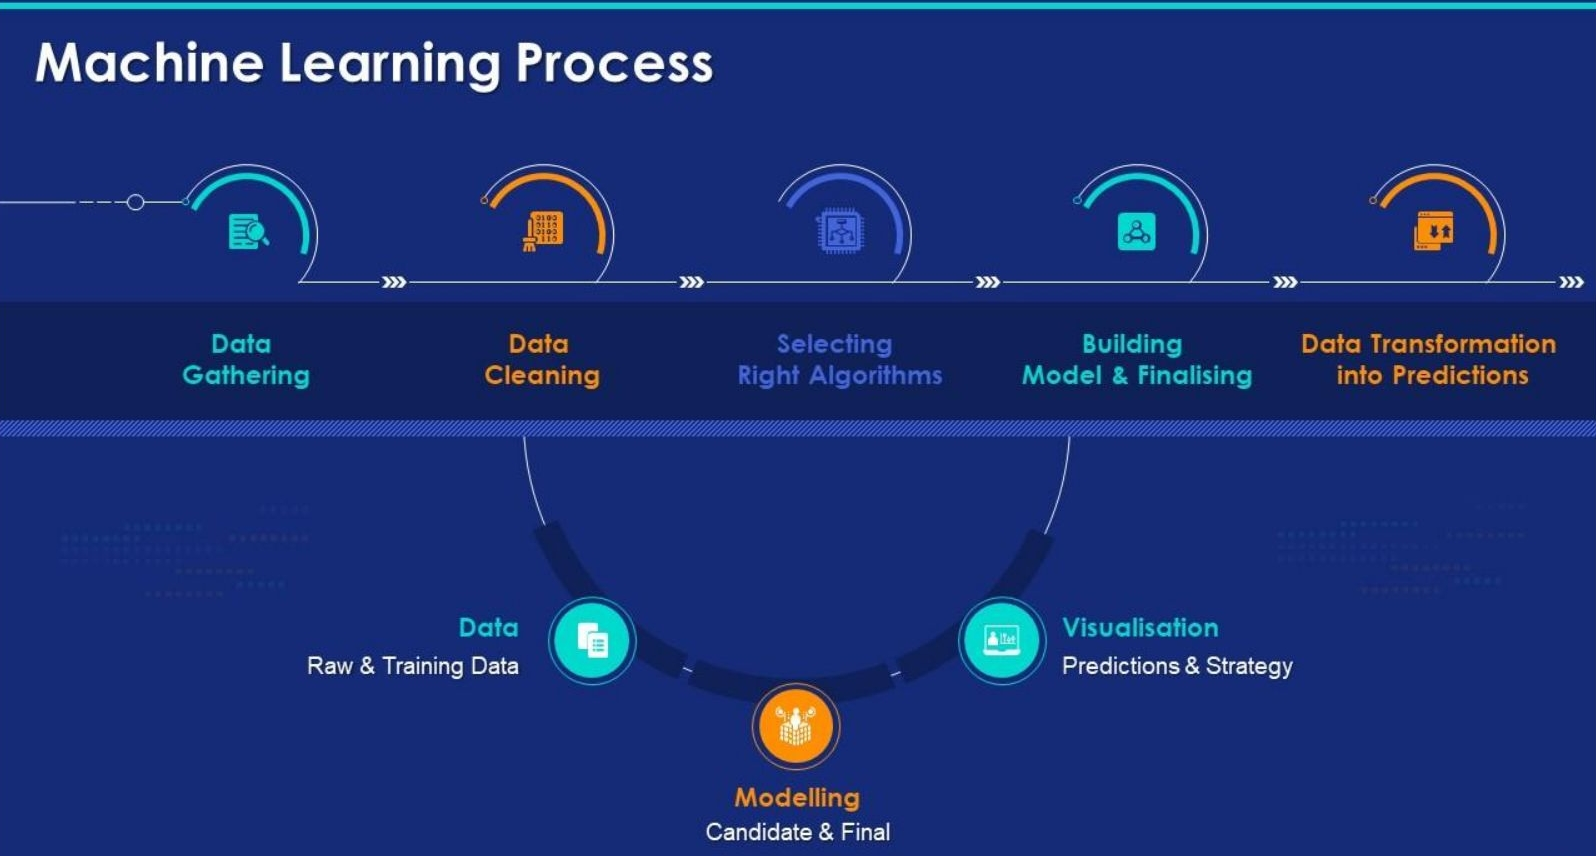 Machine Learning Process
Data
Gathering
Data
Cleaning
Selecting
Right Algorithms
Building
Model & Finalising
Data Transformation
into Predictions
Data
Raw & Training Data
Visualisation
Predictions & Strategy
Modelling
Candidate & Final